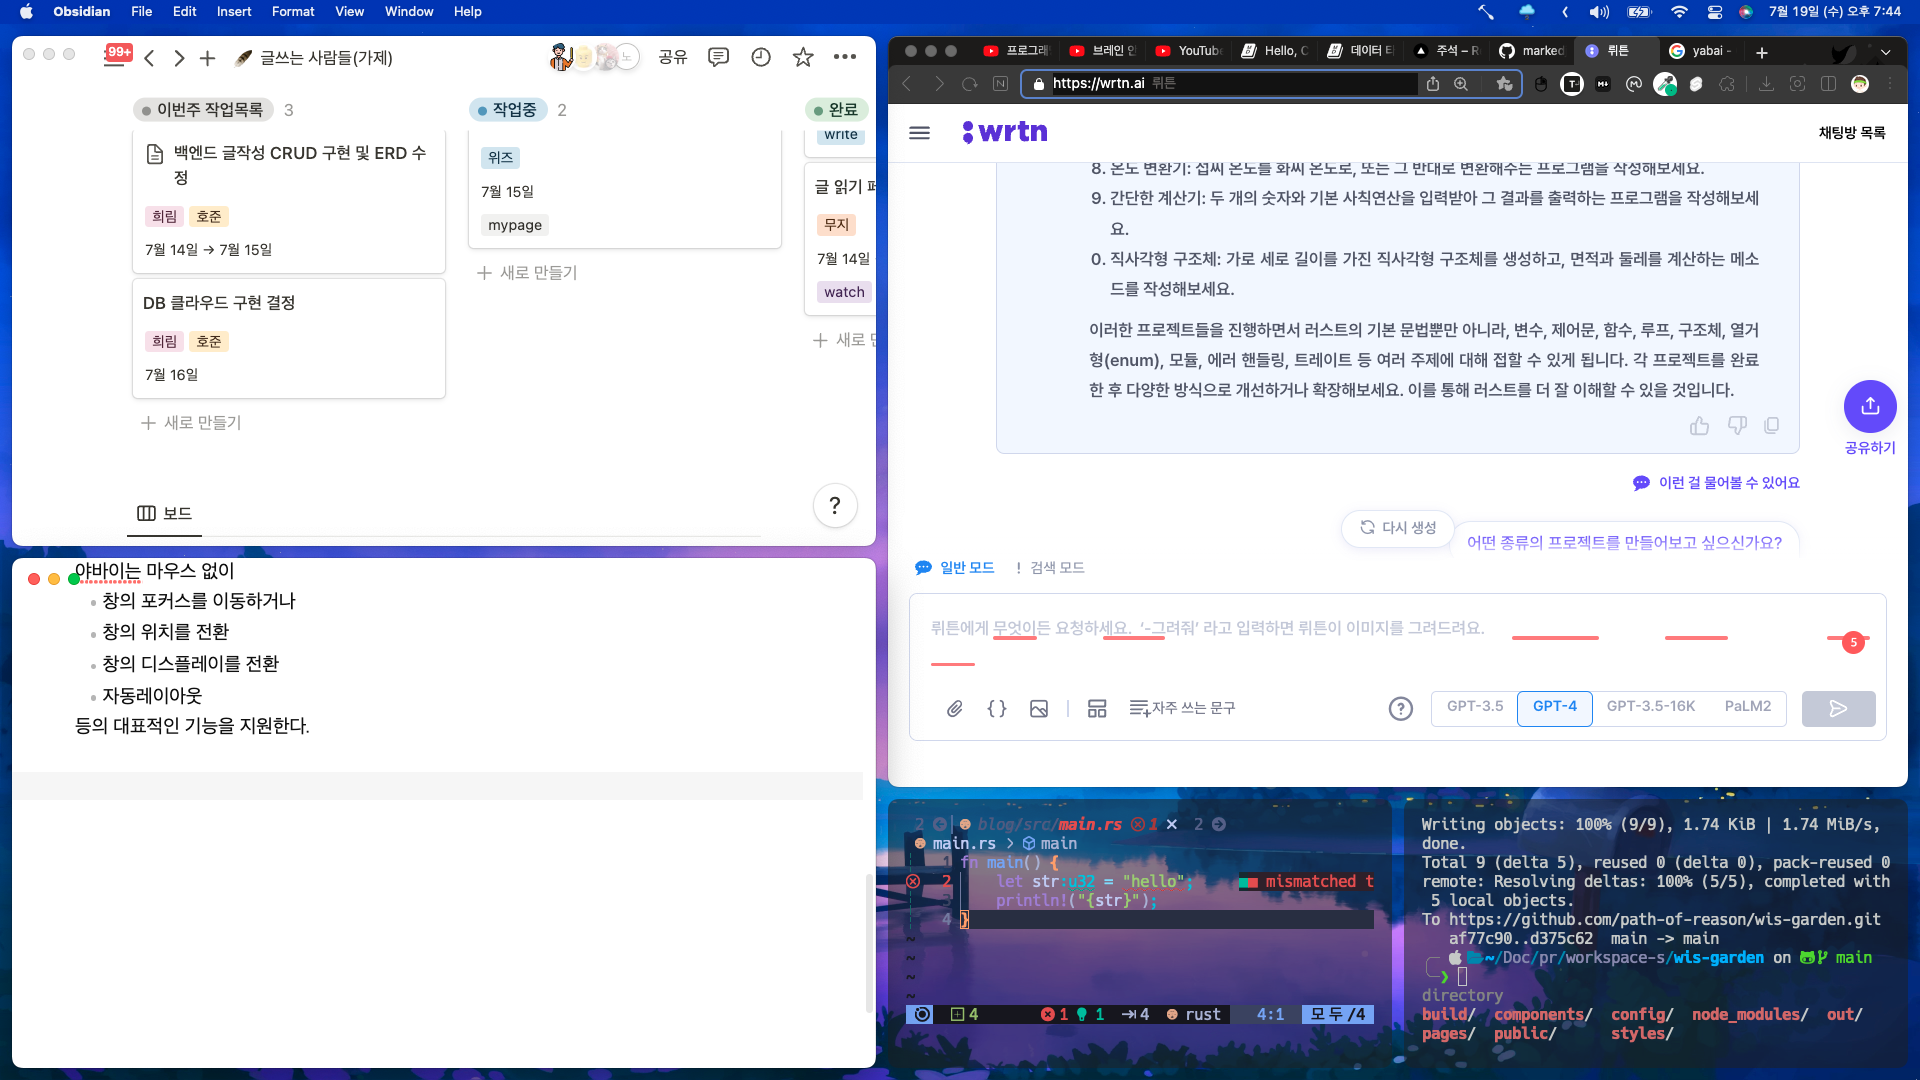 Obsidian File Edit Insert Format View Window Help
7월 19일 (수) 오후 7:44
99+
글쓰는 사람들(가제)
노
공유
이번주 작업목록 3
백엔드 글작성 CRUD 구현 및 ERD 수
정
희림 호준
7월 14일 → 7월 15일
DB 클라우드 구현 결정
희림 호준
7월 16일
+ 새로 만들기
작업중 2
위즈
7월 15일
mypage
+ 새로 만들기
완료
write
글 읽기
무지
7월 14일
watch
+ 새로
보드
?
야바이는 마우스 없이
• 창의 포커스를 이동하거나
• 창의 위치를 전환
• 창의 디스플레이를 전환
• 자동레이아웃
등의 대표적인 기능을 지원한다.
프로그래 브레인 인 YouTube Hello, C 데이터 타 주석 – R marked 뤼튼 yabai -
https://wrtn.ai 뤼튼
wrtn
채팅방 목록
8. 온도 변환기: 섭씨 온도를 화씨 온도로, 또는 그 반대로 변환해주는 프로그램을 작성해보세요.
9. 간단한 계산기: 두 개의 숫자와 기본 사칙연산을 입력받아 그 결과를 출력하는 프로그램을 작성해보세
요.
0. 직사각형 구조체: 가로 세로 길이를 가진 직사각형 구조체를 생성하고, 면적과 둘레를 계산하는 메소
드를 작성해보세요.
이러한 프로젝트들을 진행하면서 러스트의 기본 문법뿐만 아니라, 변수, 제어문, 함수, 루프, 구조체, 열거
형(enum), 모듈, 에러 핸들링, 트레이트 등 여러 주제에 대해 접할 수 있게 됩니다. 각 프로젝트를 완료
한 후 다양한 방식으로 개선하거나 확장해보세요. 이를 통해 러스트를 더 잘 이해할 수 있을 것입니다.
공유하기
이런 걸 물어볼 수 있어요
다시 생성
어떤 종류의 프로젝트를 만들어보고 싶으신가요?
일반 모드 ! 검색 모드
뤼튼에게 무엇이든 요청하세요. ‘-그려줘’ 라고 입력하면 뤼튼이 이미지를 그려드려요.
5
자주 쓰는 문구
GPT-3.5 GPT-4 GPT-3.5-16K PaLM2
2 blog/src/main.rs 1 × 2
main.rs > main
1 fn main() {
2 let str:u32 = "hello"; mismatched t
3 println!("{str}");
4 }
~
~
~
~
4 1 1 4 rust 4:1 모두/4
Writing objects: 100% (9/9), 1.74 KiB | 1.74 MiB/s,
done.
Total 9 (delta 5), reused 0 (delta 0), pack-reused 0
remote: Resolving deltas: 100% (5/5), completed with
5 local objects.
To https://github.com/path-of-reason/wis-garden.git
af77c90..d375c62 main -> main
~/Doc/pr/workspace-s/wis-garden on main
❯
directory
build/ components/ config/ node_modules/ out/
pages/ public/ styles/